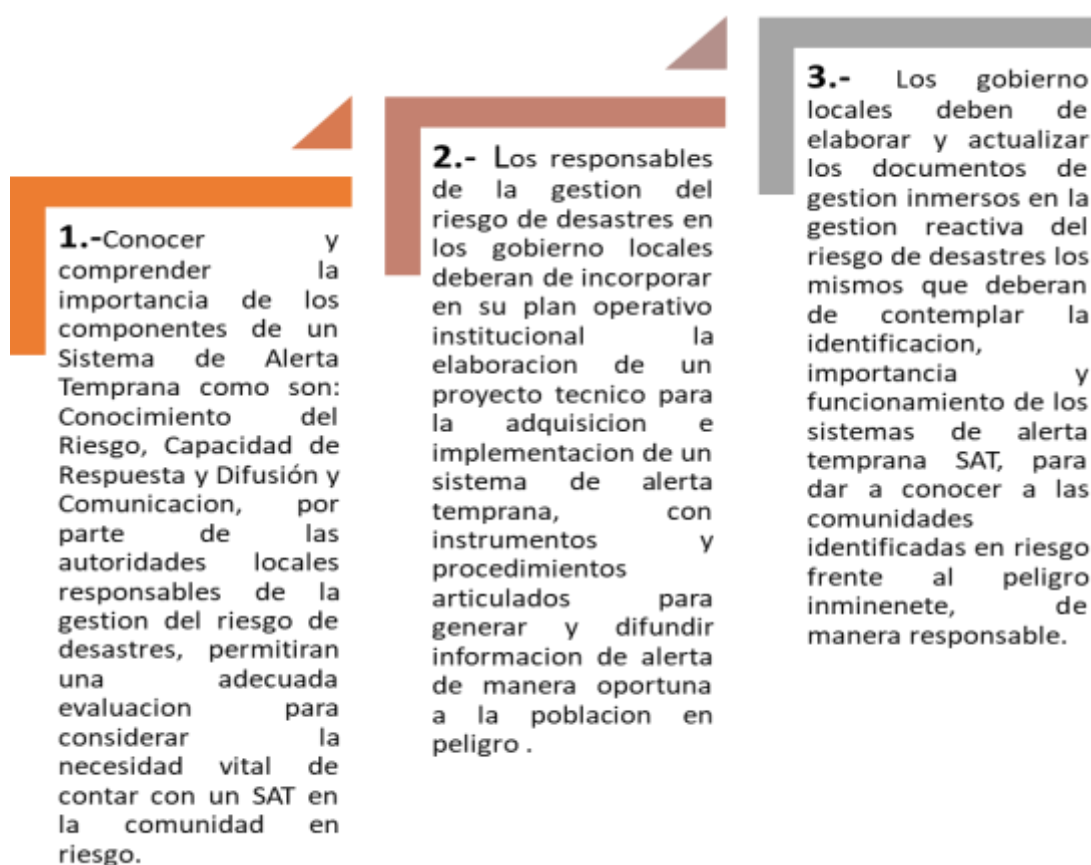 1.-Conocer y
comprender la
importancia de los
componentes de un
Sistema de Alerta
Temprana como son:
Conocimiento del
Riesgo, Capacidad de
Respuesta y Difusión y
Comunicacion, por
parte de las
autoridades locales
responsables de la
gestion del riesgo de
desastres, permitiran
una adecuada
evaluacion para
considerar la
necesidad vital de
contar con un SAT en
la comunidad en
riesgo.
2.- Los responsables
de la gestion del
riesgo de desastres en
los gobierno locales
deberan de incorporar
en su plan operativo
institucional la
elaboracion de un
proyecto tecnico para
la adquisicion e
implementacion de un
sistema de alerta
temprana, con
instrumentos y
procedimientos
articulados para
generar y difundir
informacion de alerta
de manera oportuna
a la poblacion en
peligro .
3.- Los gobierno
locales deben de
elaborar y actualizar
los documentos de
gestion inmersos en la
gestion reactiva del
riesgo de desastres los
mismos que deberan
de contemplar la
identificacion,
importancia y
funcionamiento de los
sistemas de alerta
temprana SAT, para
dar a conocer a las
comunidades
identificadas en riesgo
frente al peligro
inminenete, de
manera responsable.